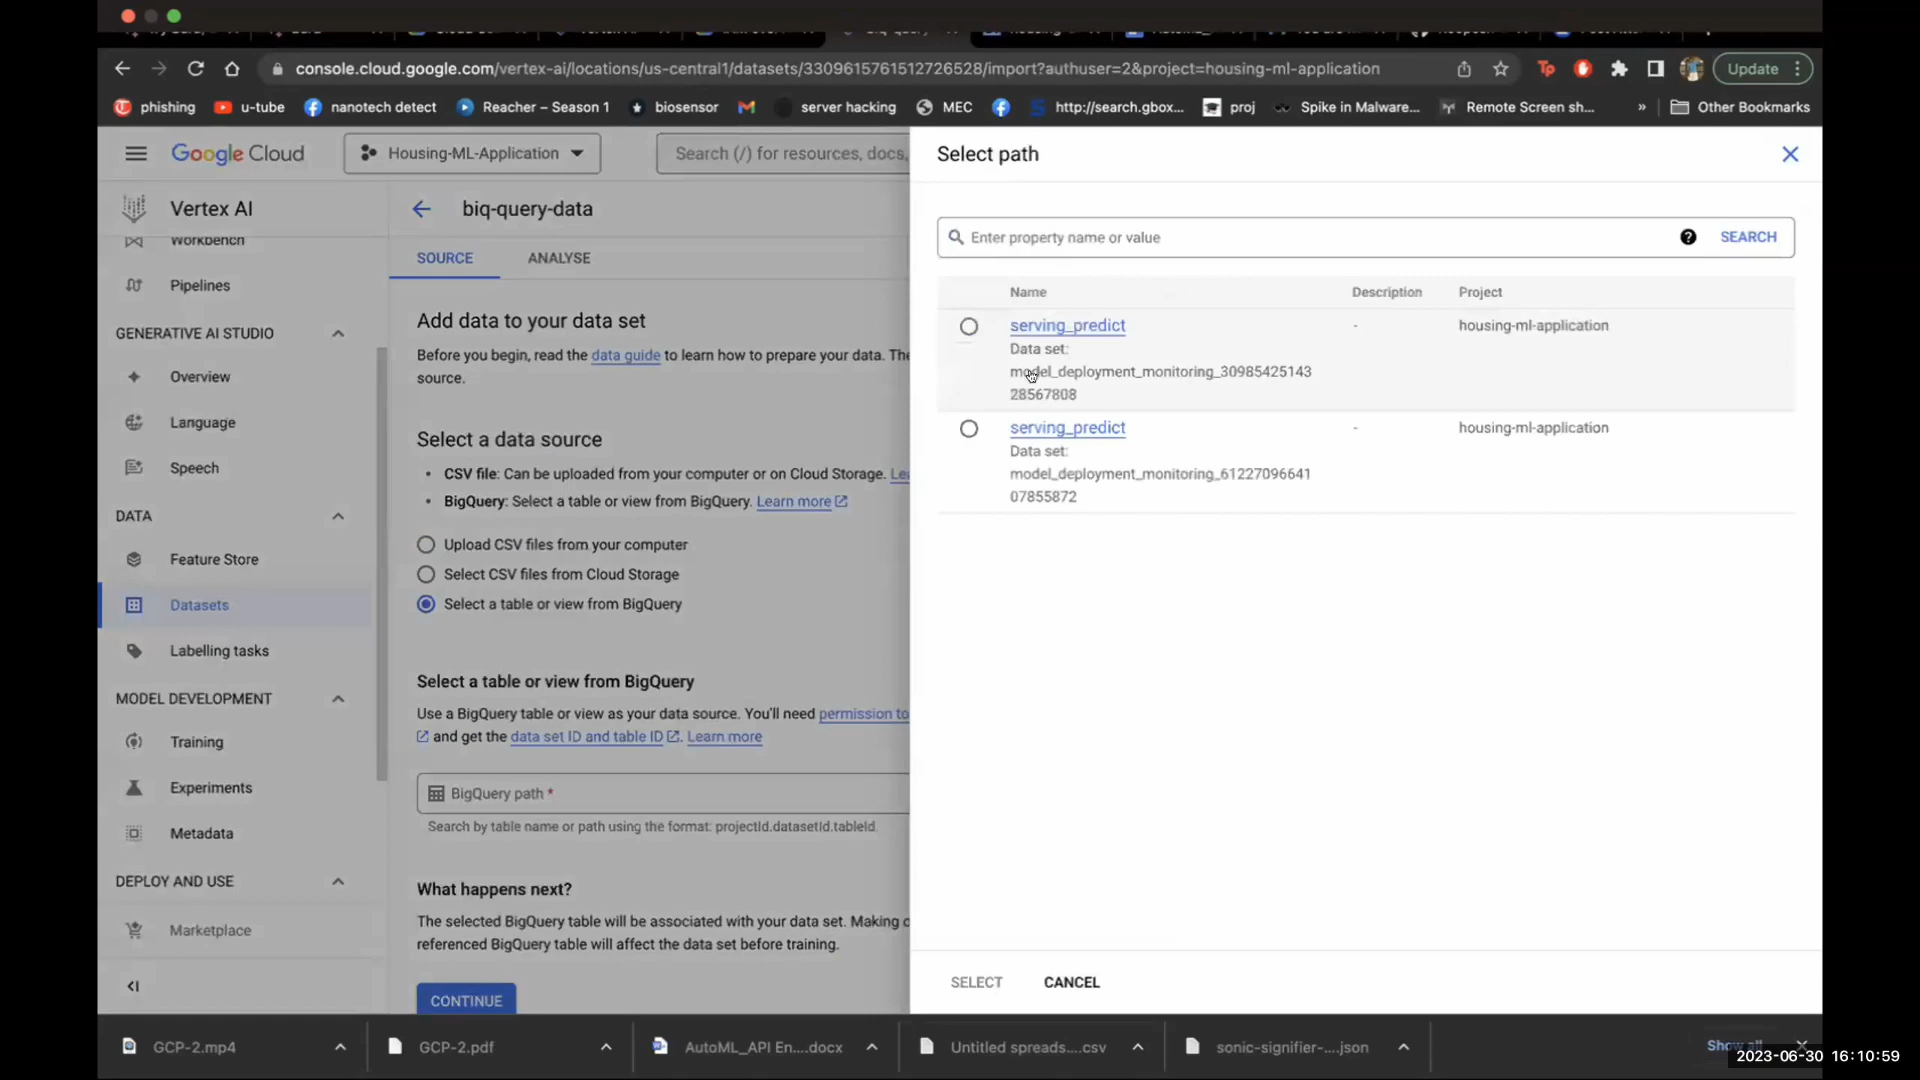 console.cloud.google.com/vertex-ai/locations/us-central1/datasets/3309615761512726528/import?authuser=2&project=housing-ml-application
Update
phishing
u-tube
nanotech detect
Reacher – Season 1
biosensor
server hacking
MEC
http://search.gbox...
proj
Spike in Malware...
Remote Screen sh...
»
Other Bookmarks
Google Cloud
Housing-ML-Application
Search (/) for resources, docs,
Vertex AI
Workbench
Pipelines
GENERATIVE AI STUDIO
Overview
Language
Speech
DATA
Feature Store
Datasets
Labelling tasks
MODEL DEVELOPMENT
Training
Experiments
Metadata
DEPLOY AND USE
Marketplace
biq-query-data
SOURCE
ANALYSE
Add data to your data set
Before you begin, read the data guide to learn how to prepare your data. The
source.
Select a data source
• CSV file: Can be uploaded from your computer or on Cloud Storage. Lea
• BigQuery: Select a table or view from BigQuery. Learn more
Upload CSV files from your computer
Select CSV files from Cloud Storage
Select a table or view from BigQuery
Select a table or view from BigQuery
Use a BigQuery table or view as your data source. You'll need permission to
and get the data set ID and table ID. Learn more
BigQuery path *
Search by table name or path using the format: projectId.datasetId.tableId.
What happens next?
The selected BigQuery table will be associated with your data set. Making c
referenced BigQuery table will affect the data set before training.
CONTINUE
Select path
Enter property name or value
SEARCH
Name
Description
Project
serving_predict
-
housing-ml-application
Data set:
model_deployment_monitoring_30985425143
28567808
serving_predict
-
housing-ml-application
Data set:
model_deployment_monitoring_61227096641
07855872
SELECT
CANCEL
GCP-2.mp4
GCP-2.pdf
AutoML_API En....docx
Untitled spreads....csv
sonic-signifier-....json
Show all
2023-06-30 16:10:59